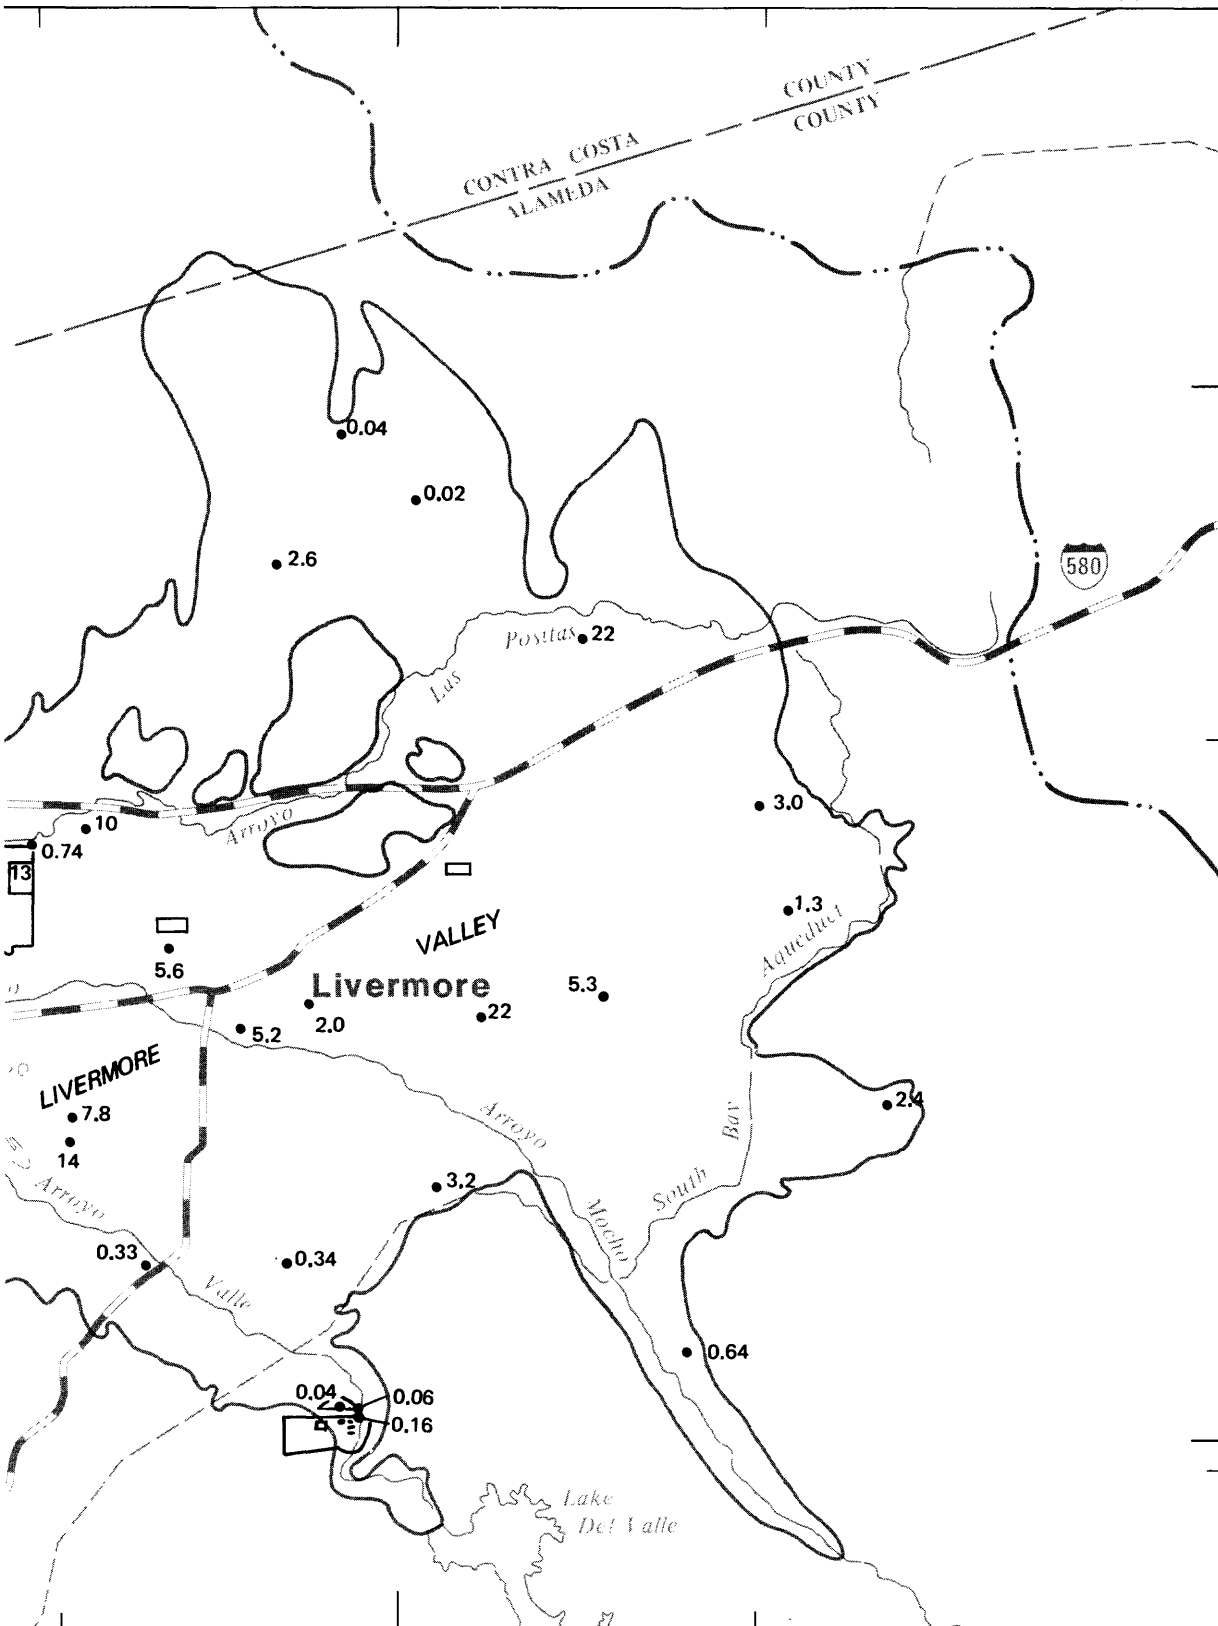 COUNTY
COUNTY
CONTRA COSTA
ALAMEDA
0.04
0.02
2.6
580
Positas
22
Las
3.0
10
Arroyo
0.74
13
1.3
VALLEY
Aqueduct
5.6
Livermore
5.3
22
2.0
5.2
LIVERMORE
2.4
7.8
Arroyo
Bay
14
3.2
South
Arroyo
Mocho
0.33
0.34
Valle
0.64
0.04
0.06
0.16
Lake
Del Valle